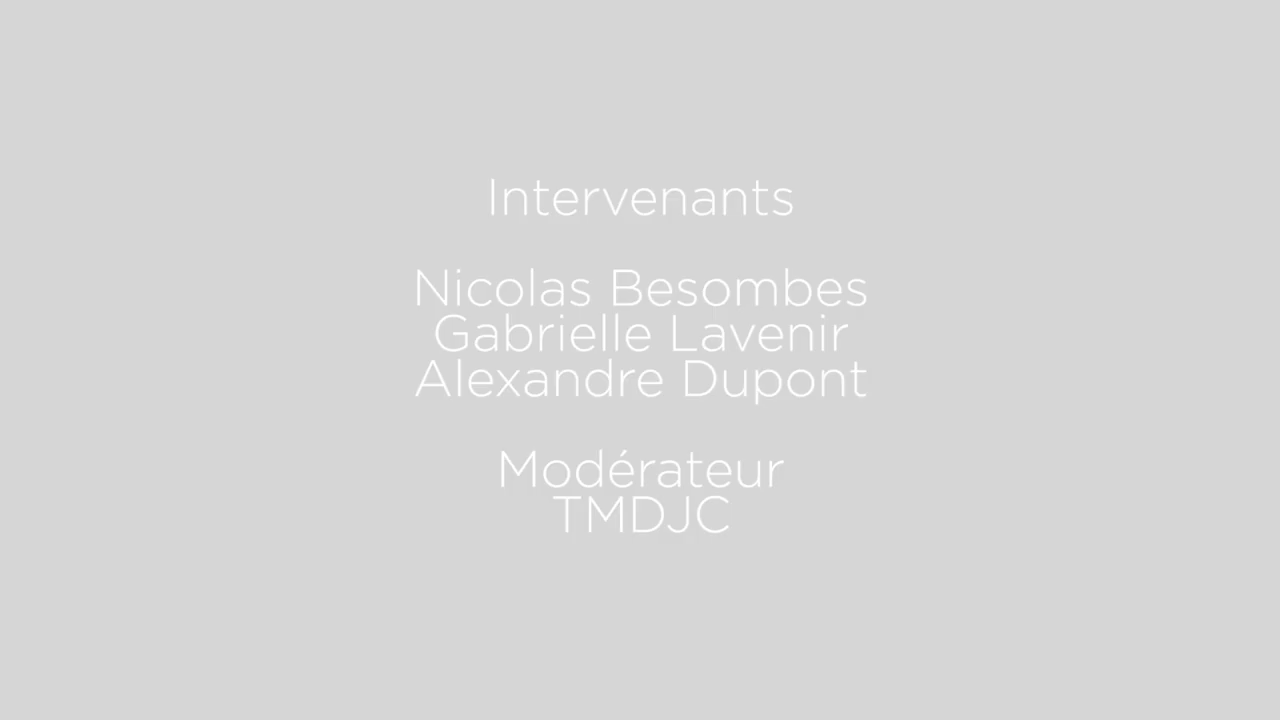 Intervenants
Nicolas Besombes
Gabrielle Lavenir
Alexandre Dupont
Modérateur
TMDJC